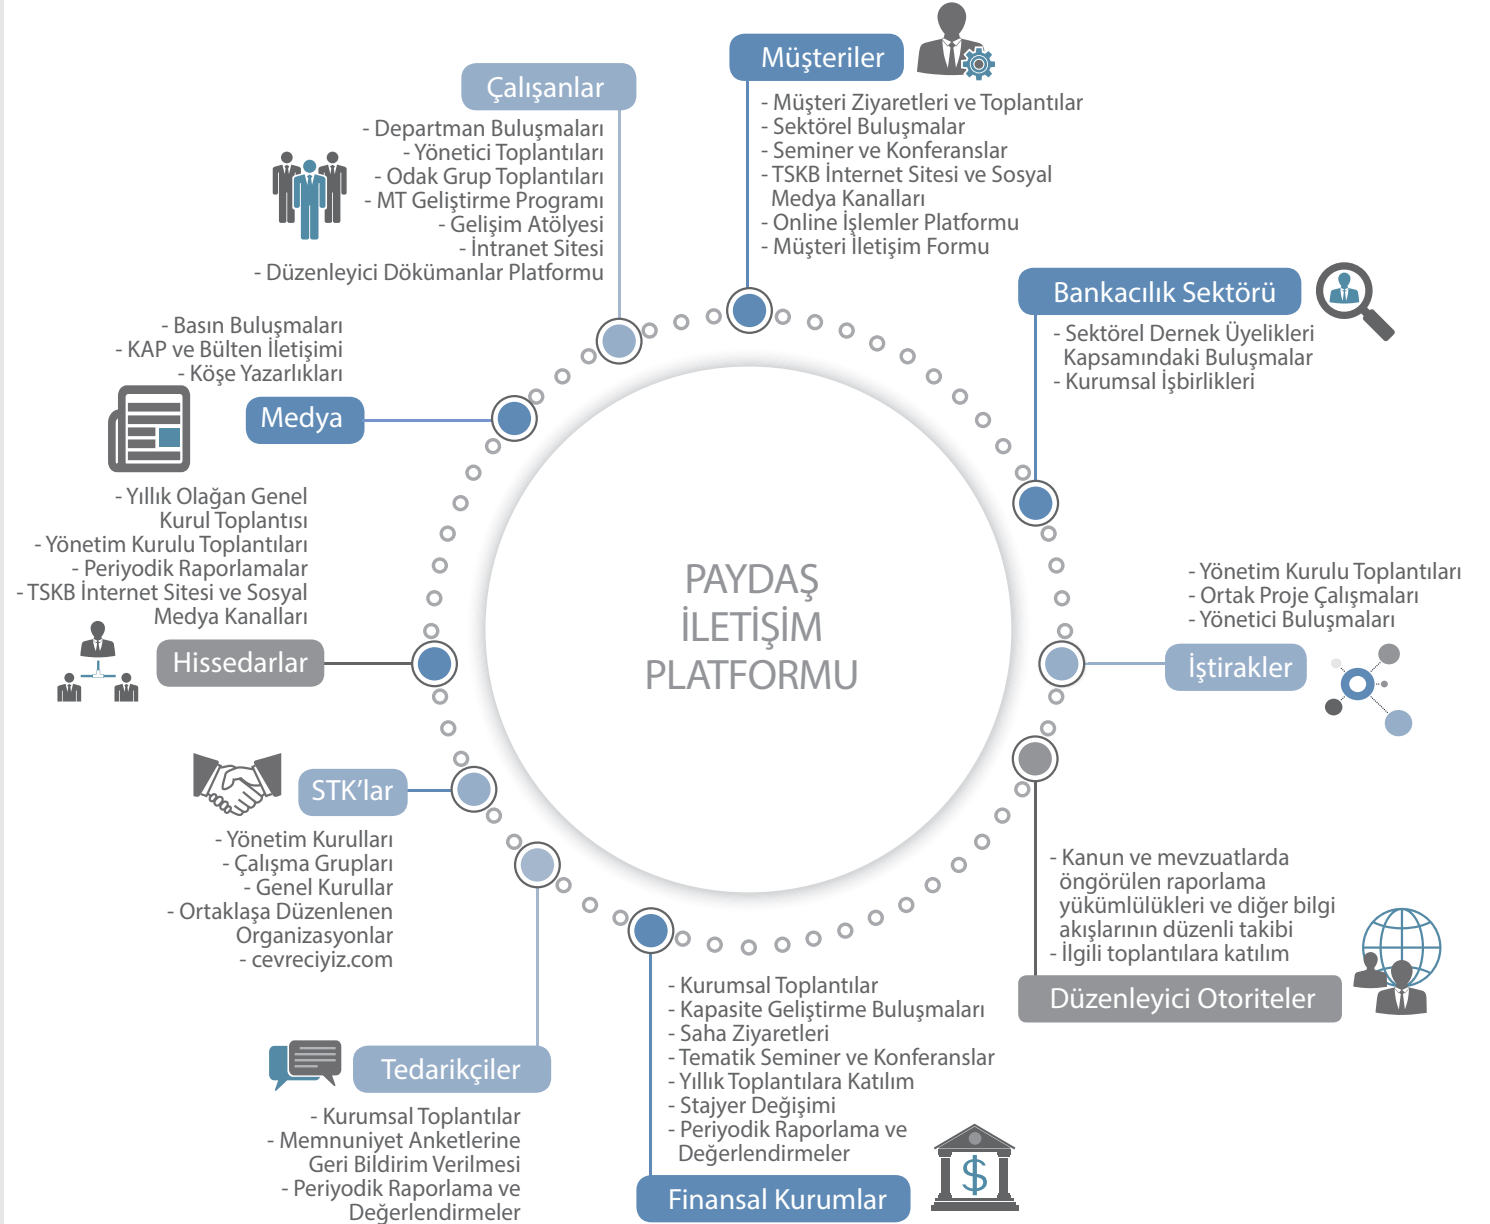 Müşteriler
- Müşteri Ziyaretleri ve Toplantılar
- Sektörel Buluşmalar
- Seminer ve Konferanslar
- TSKB İnternet Sitesi ve Sosyal
Medya Kanalları
- Online İşlemler Platformu
- Müşteri İletişim Formu
Çalışanlar
- Departman Buluşmaları
- Yönetici Toplantıları
- Odak Grup Toplantıları
- MT Geliştirme Programı
- Gelişim Atölyesi
- İntranet Sitesi
- Düzenleyici Dökümanlar Platformu
Bankacılık Sektörü
- Sektörel Dernek Üyelikleri
Kapsamındaki Buluşmalar
- Kurumsal İşbirlikleri
- Basın Buluşmaları
- KAP ve Bülten İletişimi
- Köşe Yazarlıkları
Medya
- Yıllık Olağan Genel
Kurul Toplantısı
- Yönetim Kurulu Toplantıları
- Periyodik Raporlamalar
- TSKB İnternet Sitesi ve Sosyal
Medya Kanalları
Hissedarlar
PAYDAŞ
İLETİŞİM
PLATFORMU
- Yönetim Kurulu Toplantıları
- Ortak Proje Çalışmaları
- Yönetici Buluşmaları
İştirakler
STK'lar
- Yönetim Kurulları
- Çalışma Grupları
- Genel Kurullar
- Ortaklaşa Düzenlenen
Organizasyonlar
- cevreciyiz.com
- Kanun ve mevzuatlarda
öngörülen raporlama
yükümlülükleri ve diğer bilgi
akışlarının düzenli takibi
- İlgili toplantılara katılım
Düzenleyici Otoriteler
Tedarikçiler
- Kurumsal Toplantılar
- Memnuniyet Anketlerine
Geri Bildirim Verilmesi
- Periyodik Raporlama ve
Değerlendirmeler
- Kurumsal Toplantılar
- Kapasite Geliştirme Buluşmaları
- Saha Ziyaretleri
- Tematik Seminer ve Konferanslar
- Yıllık Toplantılara Katılım
- Stajyer Değişimi
- Periyodik Raporlama ve
Değerlendirmeler
$
Finansal Kurumlar